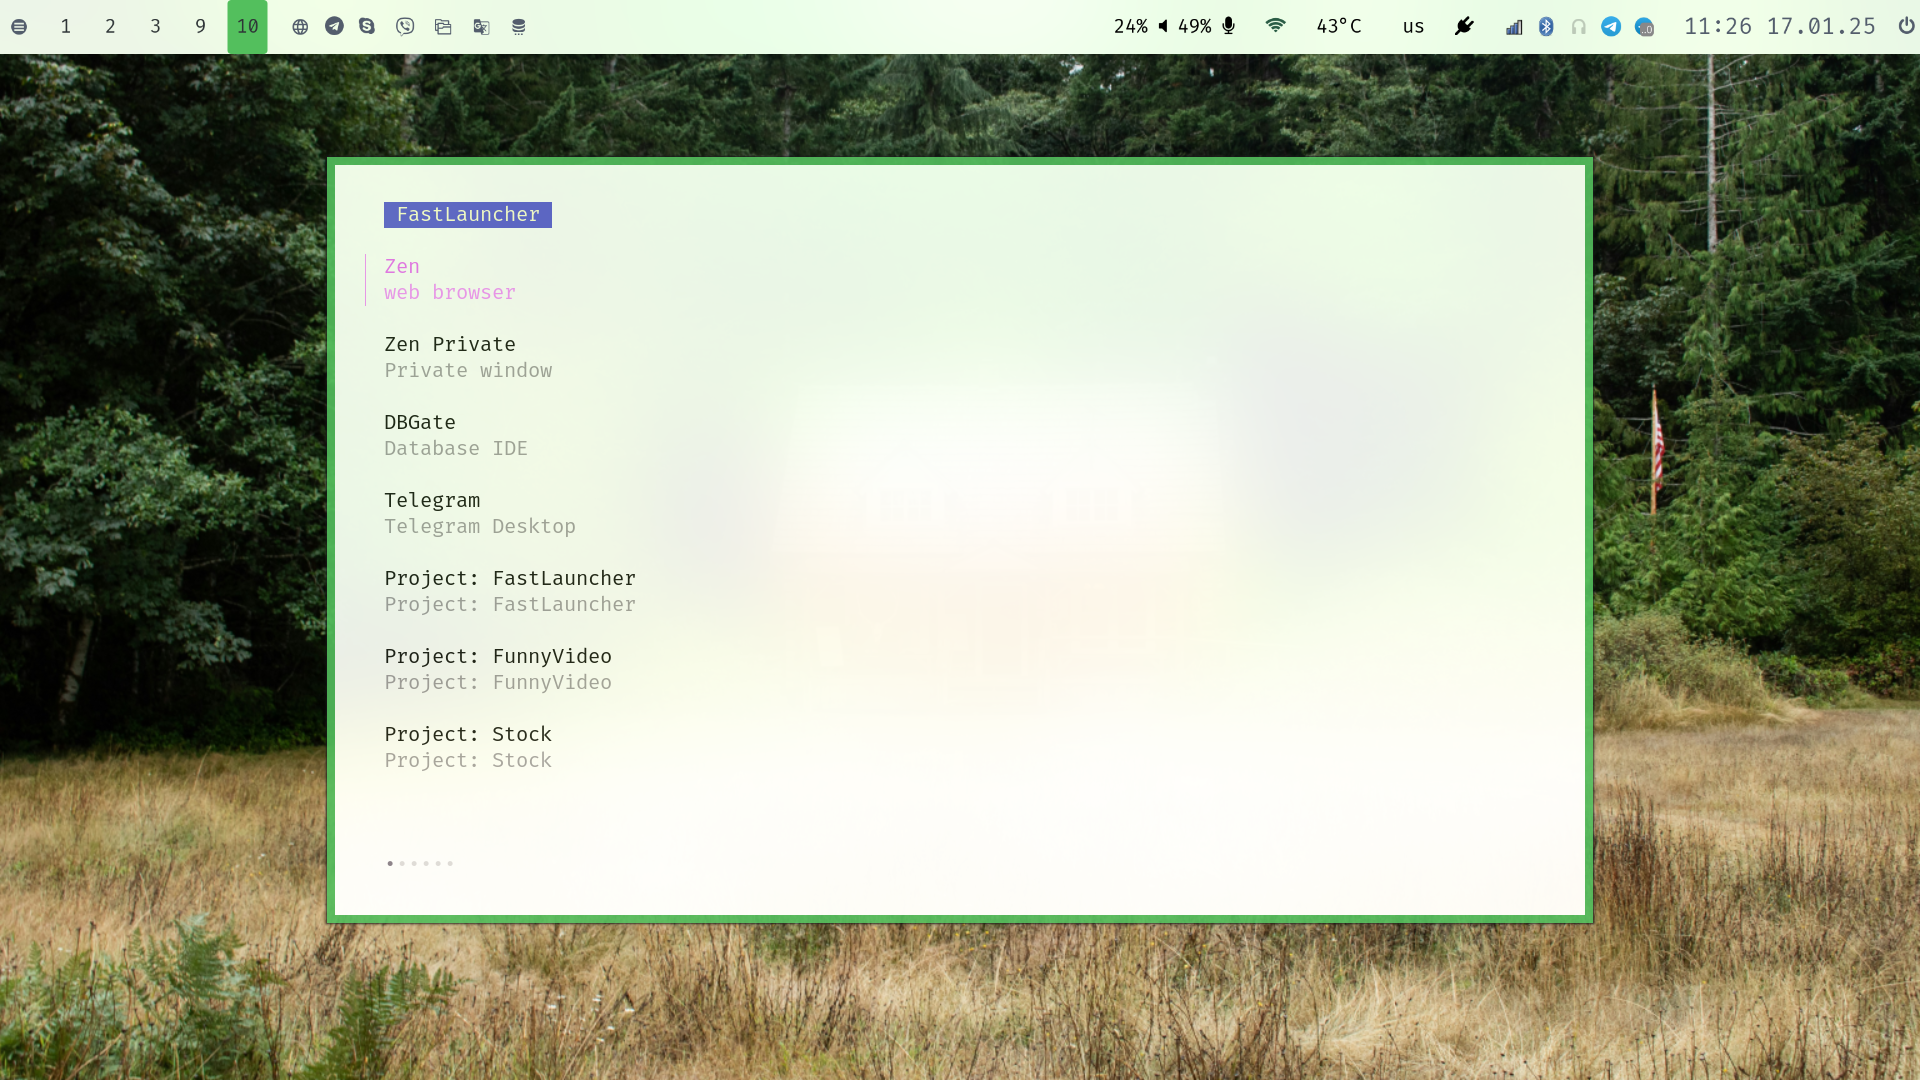 1 2 3 9 10 24% 49% 43°C us 11:26 17.01.25
FastLauncher
Zen
web browser
Zen Private
Private window
DBGate
Database IDE
Telegram
Telegram Desktop
Project: FastLauncher
Project: FastLauncher
Project: FunnyVideo
Project: FunnyVideo
Project: Stock
Project: Stock